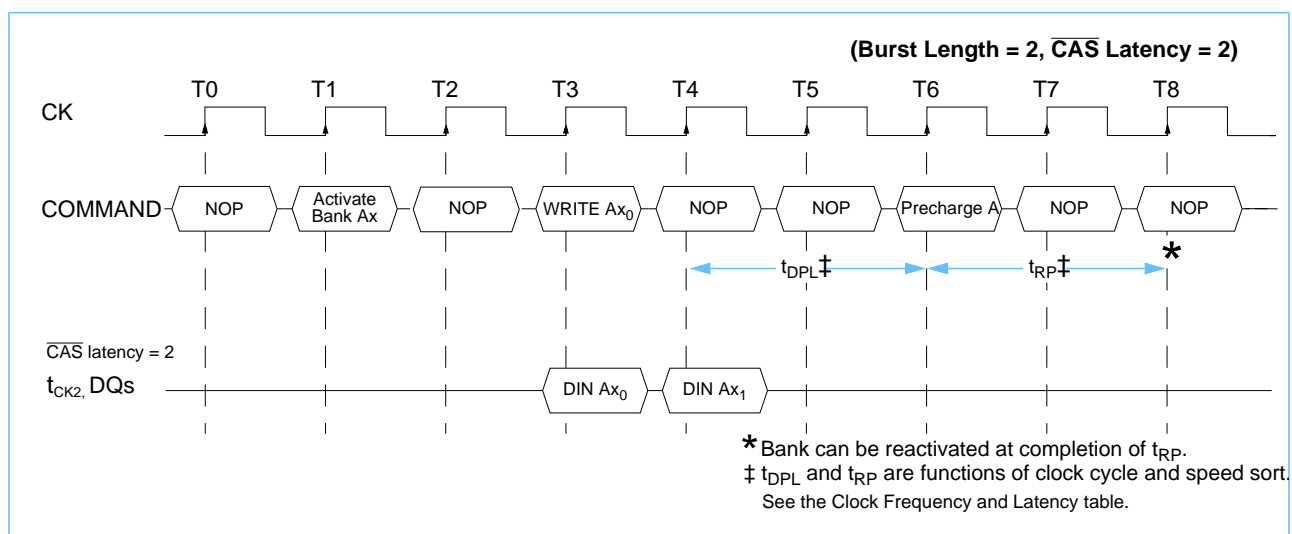 (Burst Length = 2, CAS Latency = 2)
T0 T1 T2 T3 T4 T5 T6 T7 T8
CK
COMMAND NOP Activate Bank Ax NOP WRITE Ax0 NOP NOP Precharge A NOP NOP
*
tDPL‡ tRP‡
CAS latency = 2
tCK2, DQs DIN Ax0 DIN Ax1
* Bank can be reactivated at completion of tRP.
‡ tDPL and tRP are functions of clock cycle and speed sort.
See the Clock Frequency and Latency table.